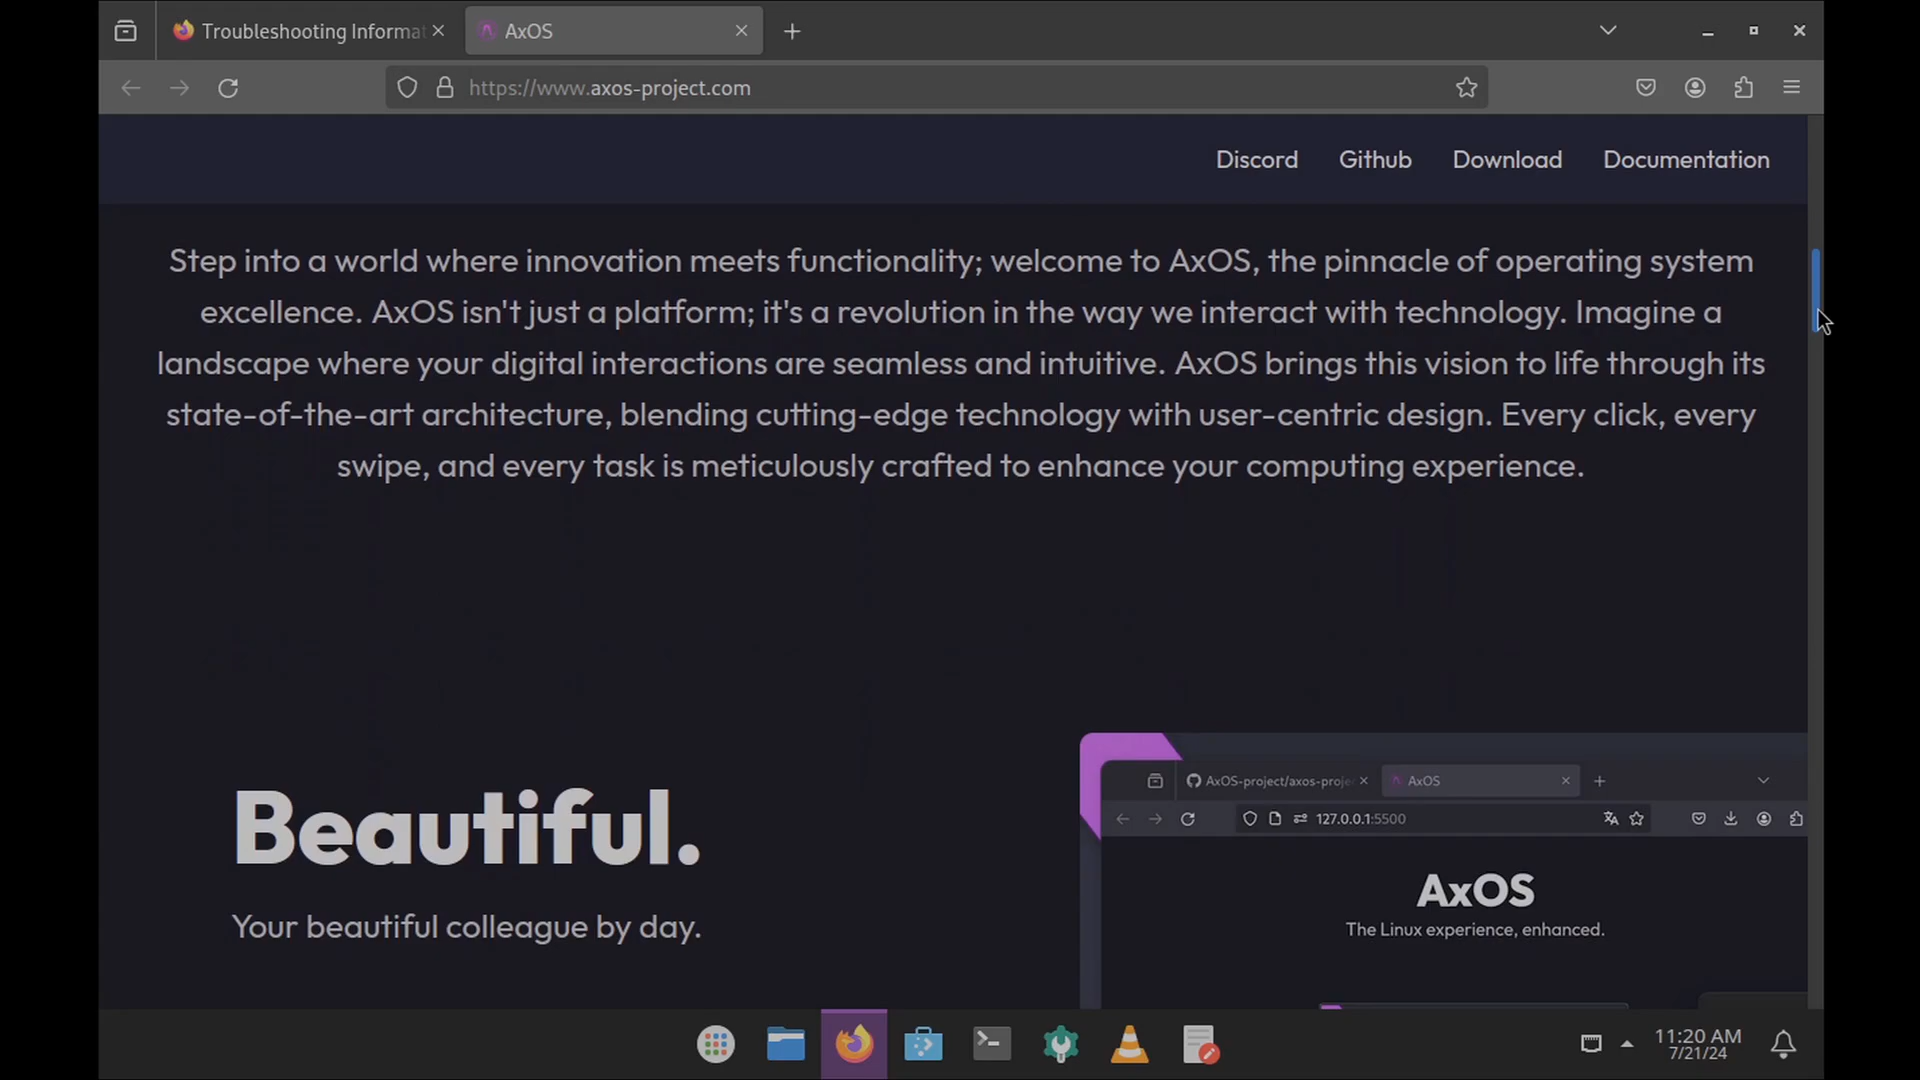 Troubleshooting Informat
AxOS
https://www.axos-project.com
Discord
Github
Download
Documentation
Step into a world where innovation meets functionality; welcome to AxOS, the pinnacle of operating system
excellence. AxOS isn't just a platform; it's a revolution in the way we interact with technology. Imagine a
landscape where your digital interactions are seamless and intuitive. AxOS brings this vision to life through its
state-of-the-art architecture, blending cutting-edge technology with user-centric design. Every click, every
swipe, and every task is meticulously crafted to enhance your computing experience.
Beautiful.
Your beautiful colleague by day.
AxOS-project/axos-proje
AxOS
127.0.0.1:5500
AxOS
The Linux experience, enhanced.
11:20 AM
7/21/24